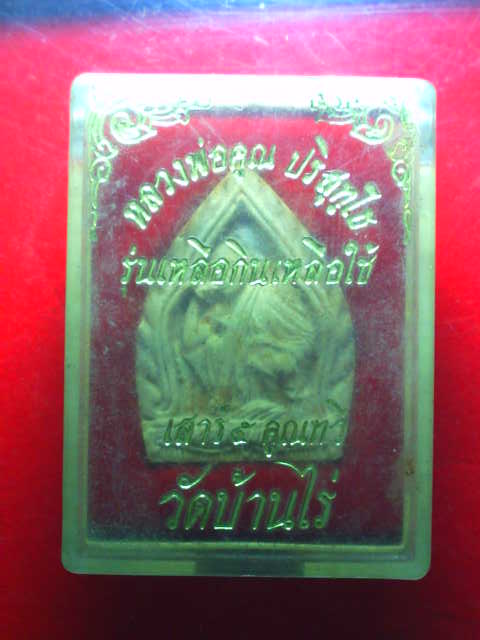 หลวงพ่อคูณ ปริสุทโธ
รุ่นเหลือกินเหลือใช้
เสาร์ ๕ คูณทวี
วัดบ้านไร่